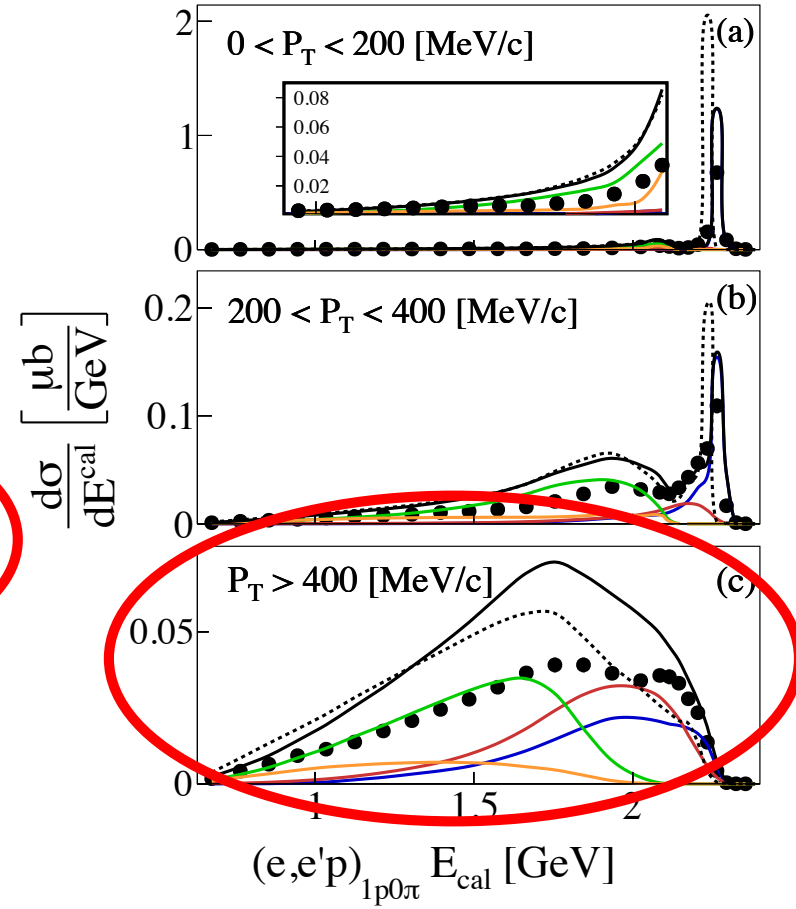 2
0 < P_T < 200 [MeV/c]
(a)
0.08
0.06
0.04
0.02
1
0
0.2
200 < P_T < 400 [MeV/c]
(b)
0.1
0
dσ
dE^cal
[μb
GeV]
P_T > 400 [MeV/c]
(c)
0.05
0
1
1.5
2
(e,e'p)_1p0π E_cal [GeV]